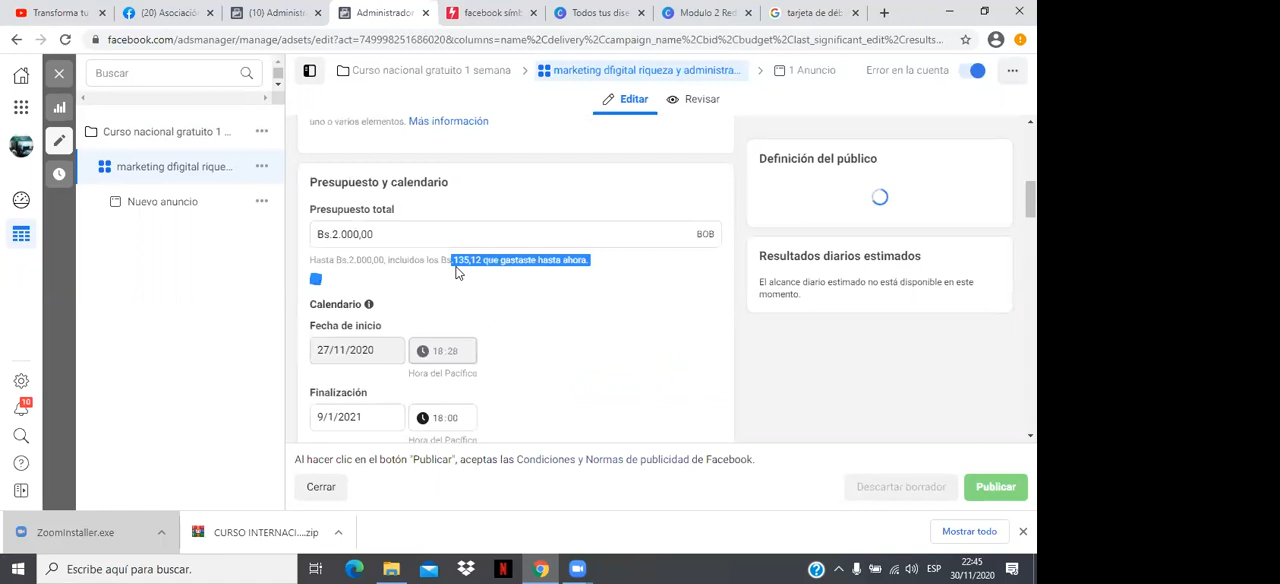 Transforma tu
(20) Asociació
(10) Administe
Administrador
facebook símb
Todos tus dise
Modulo 2 Red
tarjeta de déb
facebook.com/adsmanager/manage/adsets/edit?act=749998251686020&columns=name%2Cdelivery%2Ccampaign_name%2Cbid%2Cbudget%2Clast_significant_edit%2Cresults...
Buscar
Curso nacional gratuito 1 semana
marketing dfigital riqueza y administra...
1 Anuncio
Error en la cuenta
Editar
Revisar
Curso nacional gratuito 1 ...
marketing dfigital rique...
Nuevo anuncio
uno o varios elementos. Más información
Presupuesto y calendario
Presupuesto total
Bs.2.000,00
BOB
Hasta Bs.2.000,00, incluidos los Bs.135,12 que gastaste hasta ahora.
Calendario
Fecha de inicio
27/11/2020
18:28
Hora del Pacífico
Finalización
9/1/2021
18:00
Hora del Pacífico
Definición del público
Resultados diarios estimados
El alcance diario estimado no está disponible en este
momento.
10
Al hacer clic en el botón "Publicar", aceptas las Condiciones y Normas de publicidad de Facebook.
Cerrar
Descartar borrador
Publicar
ZoomInstaller.exe
CURSO INTERNACI....zip
Mostrar todo
Escribe aquí para buscar.
ESP
22:45
30/11/2020